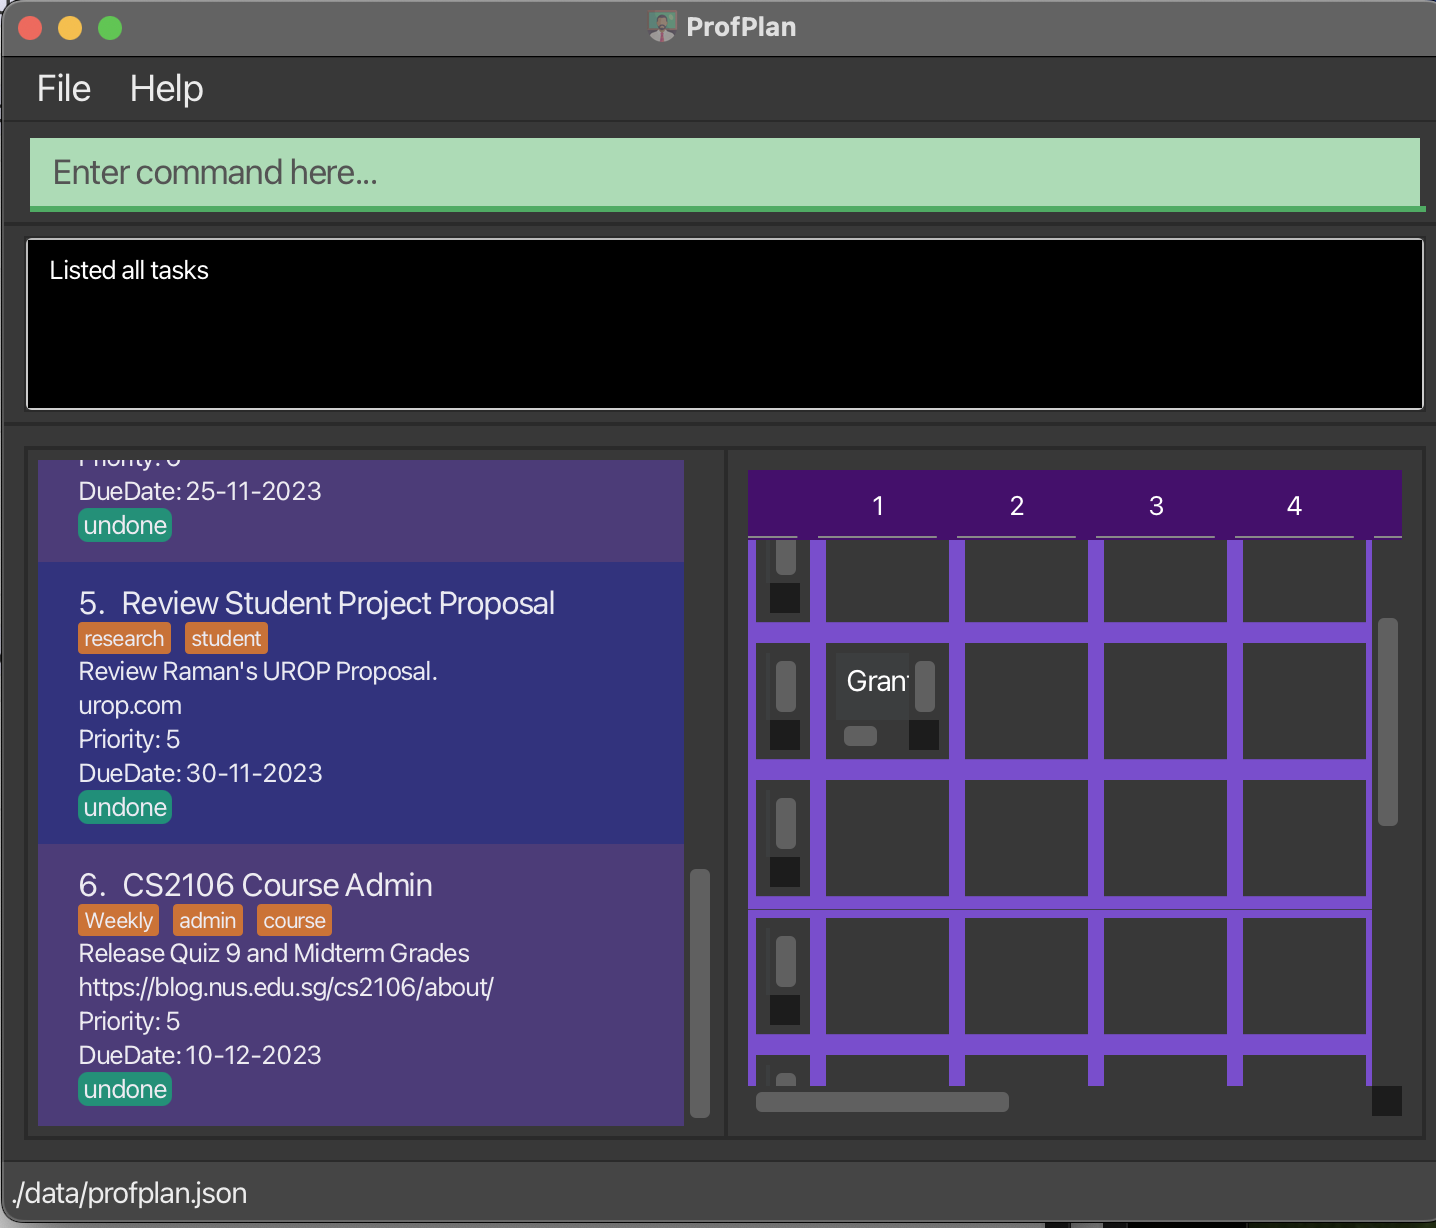 ProfPlan
File Help
Enter command here...
Listed all tasks
DueDate: 25-11-2023
undone
5. Review Student Project Proposal
research student
Review Raman's UROP Proposal.
urop.com
Priority: 5
DueDate: 30-11-2023
undone
6. CS2106 Course Admin
Weekly admin course
Release Quiz 9 and Midterm Grades
https://blog.nus.edu.sg/cs2106/about/
Priority: 5
DueDate: 10-12-2023
undone
1 2 3 4
Gran
./data/profplan.json